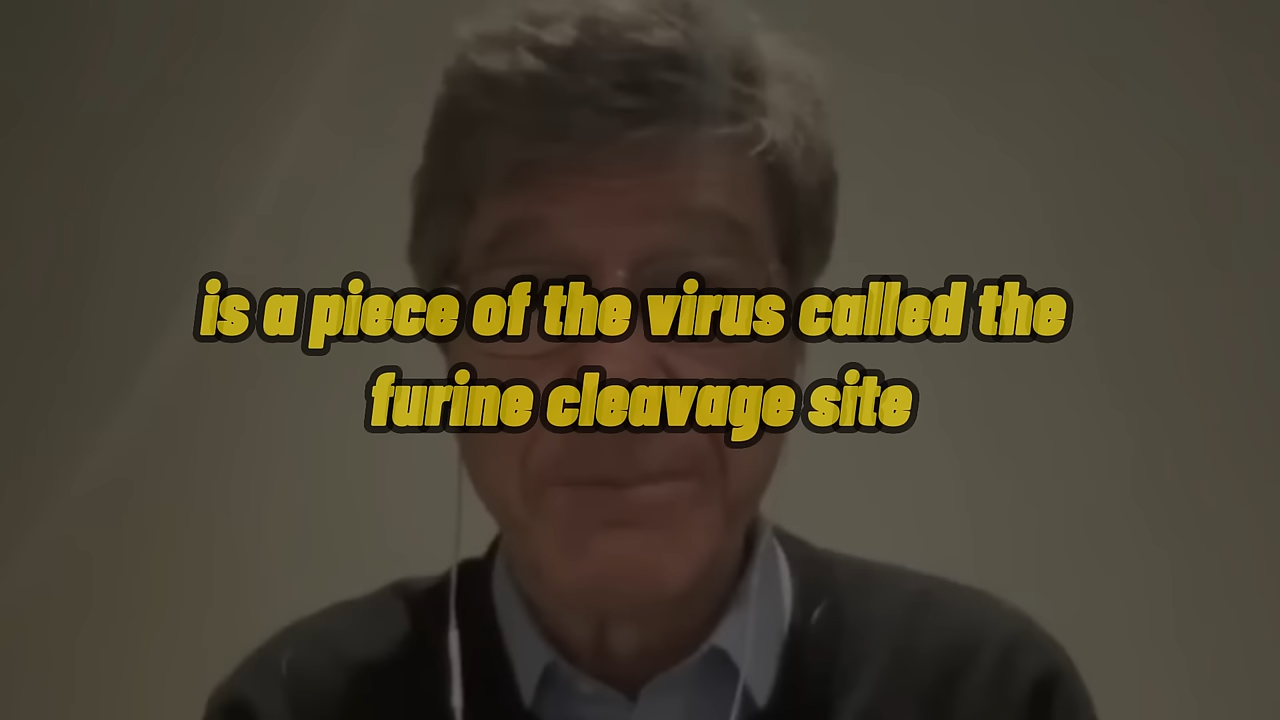 is a piece of the virus called the
furine cleavage site